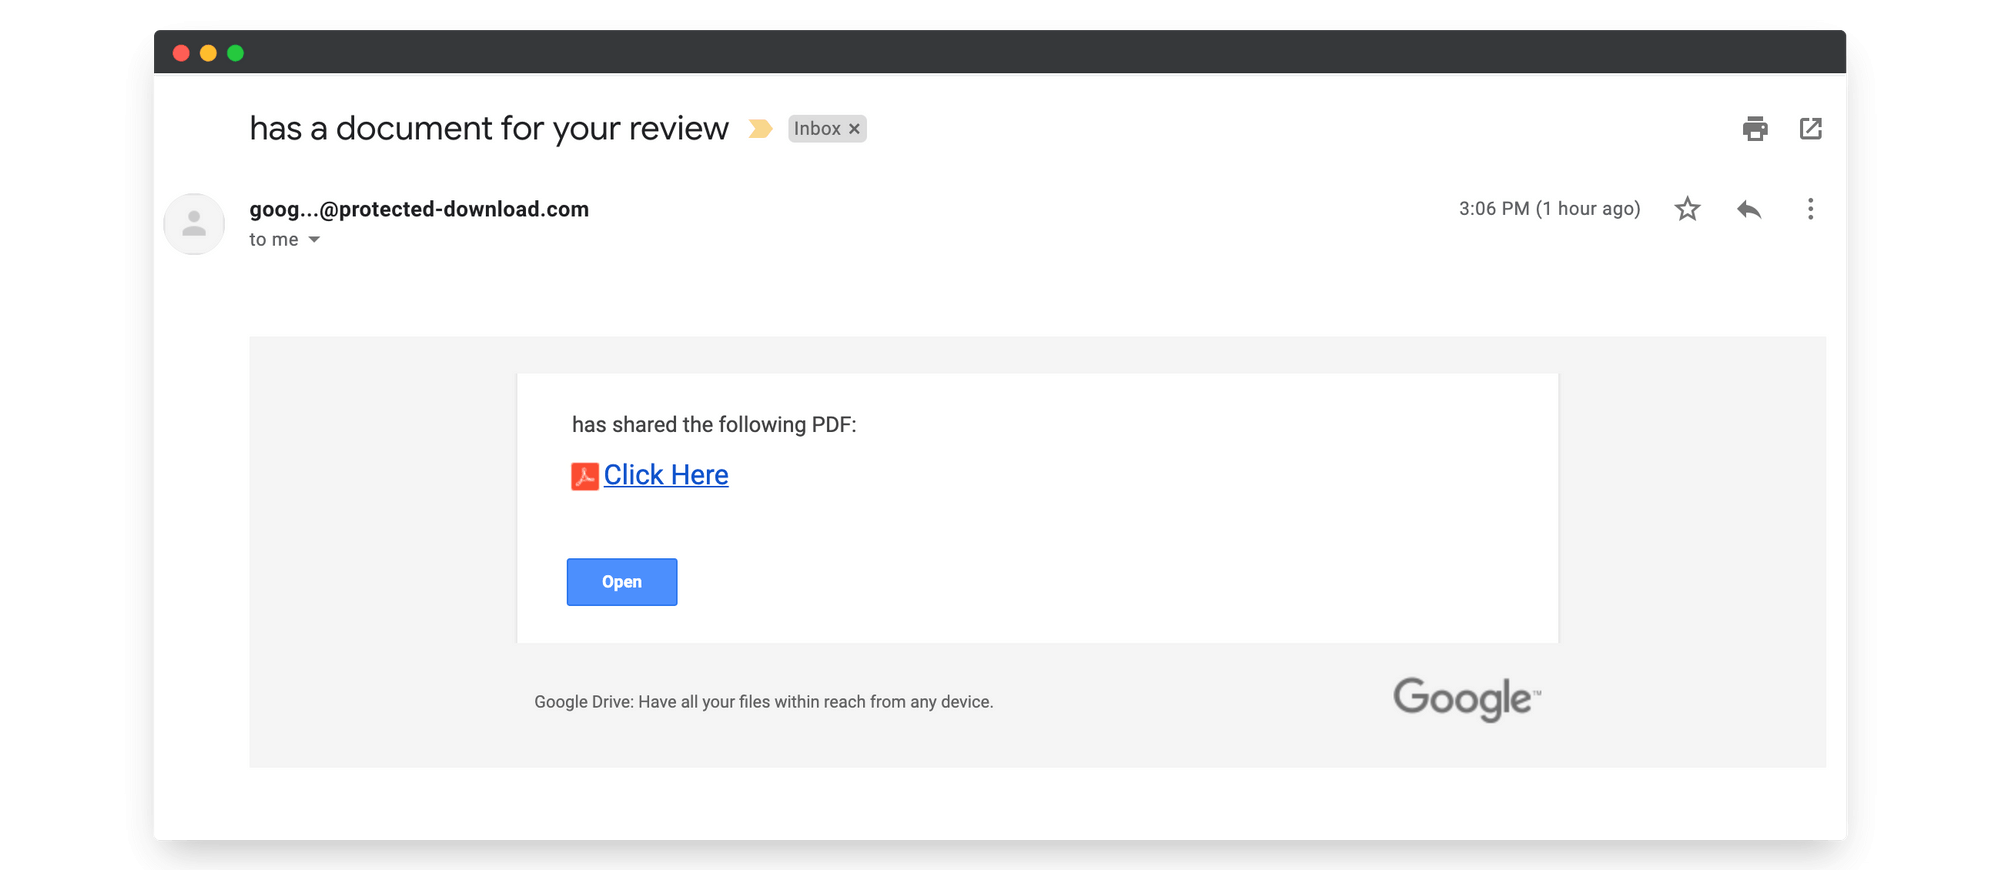 has a document for your review Inbox ×
goog...@protected-download.com 3:06 PM (1 hour ago)
to me
has shared the following PDF:
Click Here
Open
Google Drive: Have all your files within reach from any device. Google™